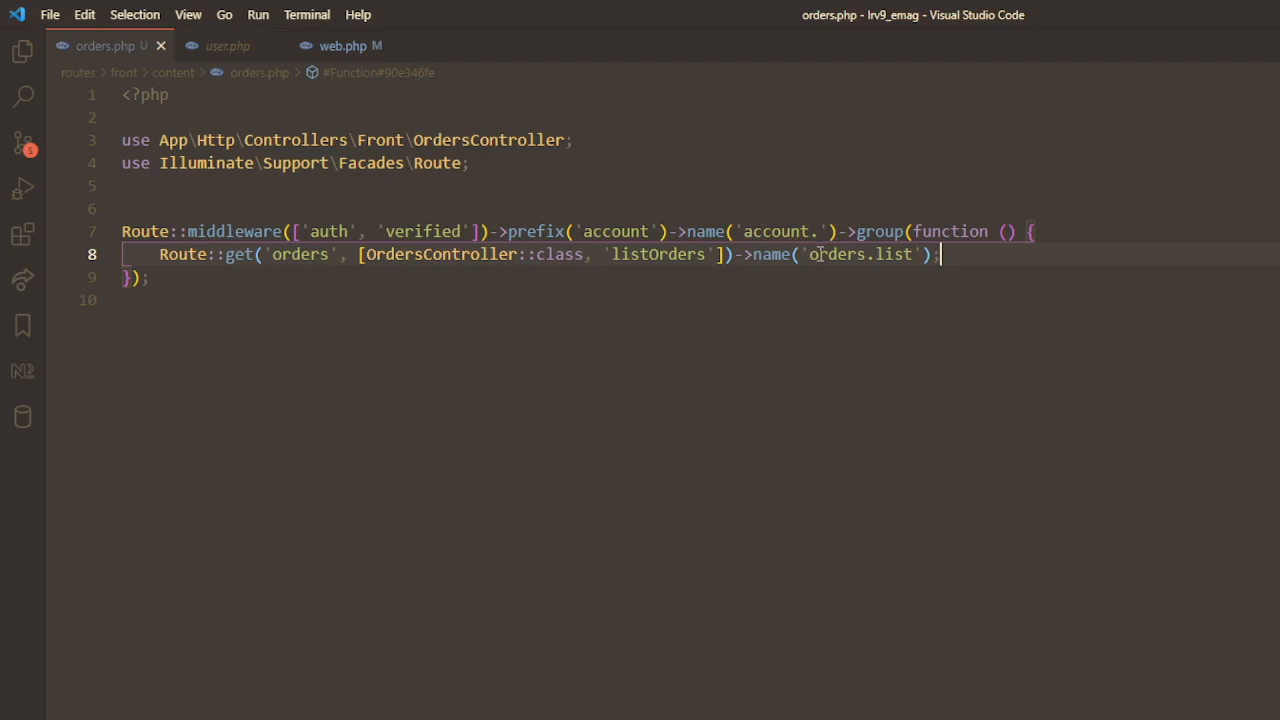 File Edit Selection View Go Run Terminal Help orders.php - lrv9_emag - Visual Studio Code
orders.php U user.php web.php M
routes > front > content > orders.php > #Function#90e346fe
1 <?php
2
3 use App\Http\Controllers\Front\OrdersController;
4 use Illuminate\Support\Facades\Route;
5
5
6
7 Route::middleware(['auth', 'verified'])->prefix('account')->name('account.')->group(function () {
8 Route::get('orders', [OrdersController::class, 'listOrders'])->name('orders.list');
9 });
10